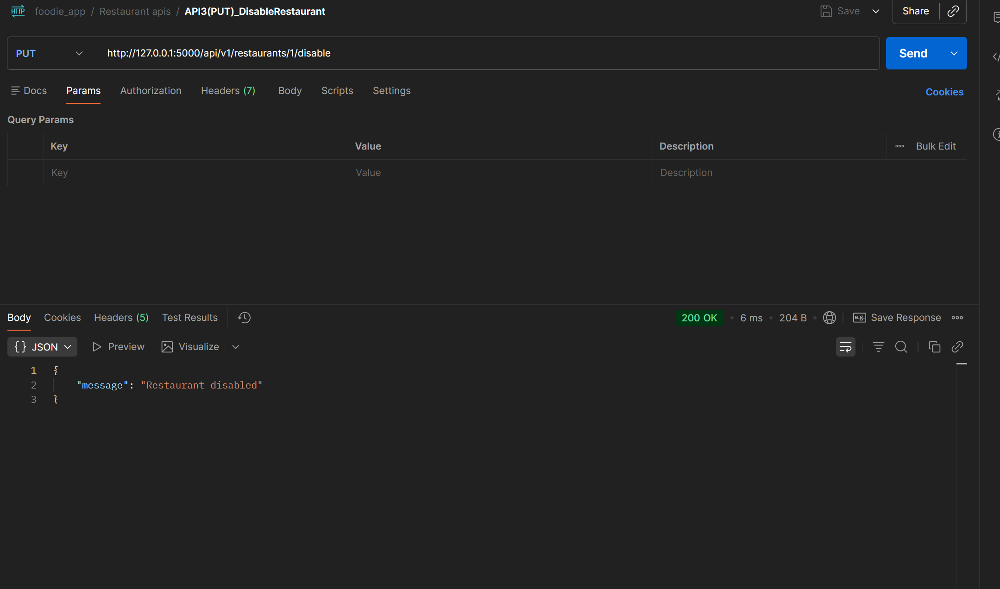 HTTP foodie_app / Restaurant apis / API3(PUT)_DisableRestaurant Save Share
PUT http://127.0.0.1:5000/api/v1/restaurants/1/disable Send
Docs Params Authorization Headers (7) Body Scripts Settings Cookies
Query Params
Key Value Description Bulk Edit
Key Value Description
Body Cookies Headers (5) Test Results 200 OK • 6 ms • 204 B • e.g. Save Response
{} JSON Preview Visualize
1 {
2 "message": "Restaurant disabled"
3 }